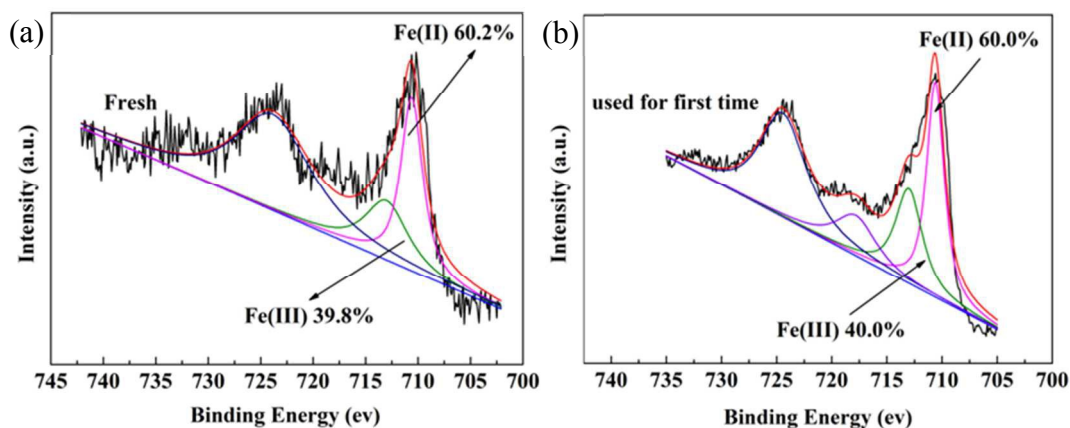 (a)
Fe(II) 60.2%
Fresh
Fe(III) 39.8%
Intensity (a.u.)
745 740 735 730 725 720 715 710 705 700
Binding Energy (ev)
(b)
Fe(II) 60.0%
used for first time
Fe(III) 40.0%
Intensity (a.u.)
740 735 730 725 720 715 710 705 700
Binding Energy (ev)